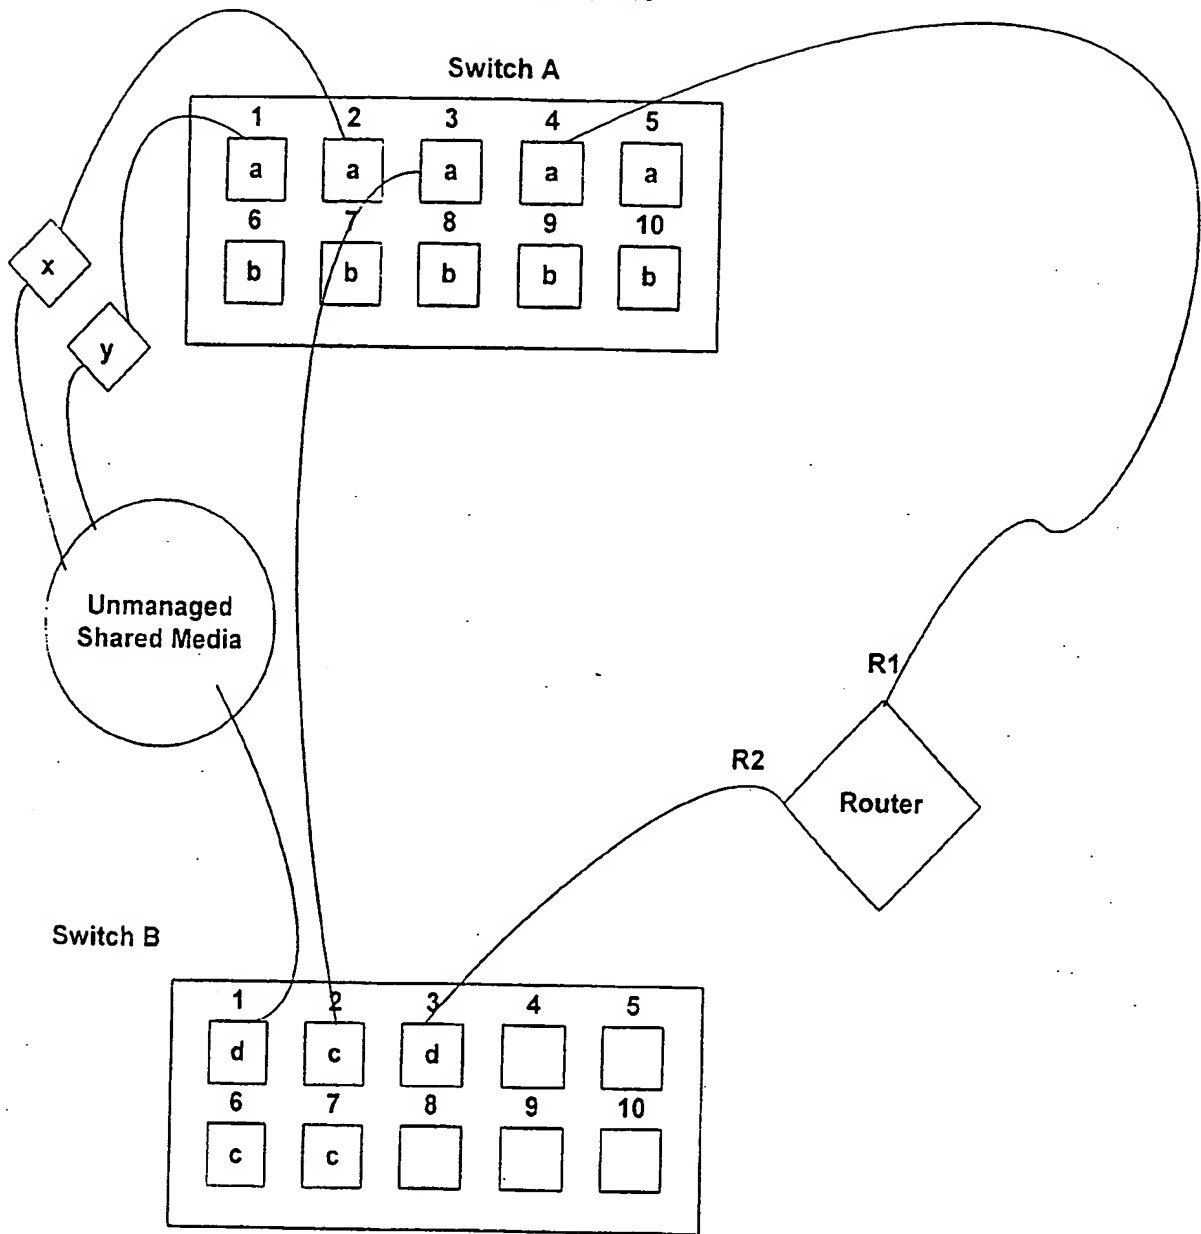 Switch A
1 2 3 4 5
a a a a a
6 7 8 9 10
b b b b b
x
y
Unmanaged
Shared Media
R1
R2
Router
Switch B
1 2 3 4 5
d c d
6 7 8 9 10
c c